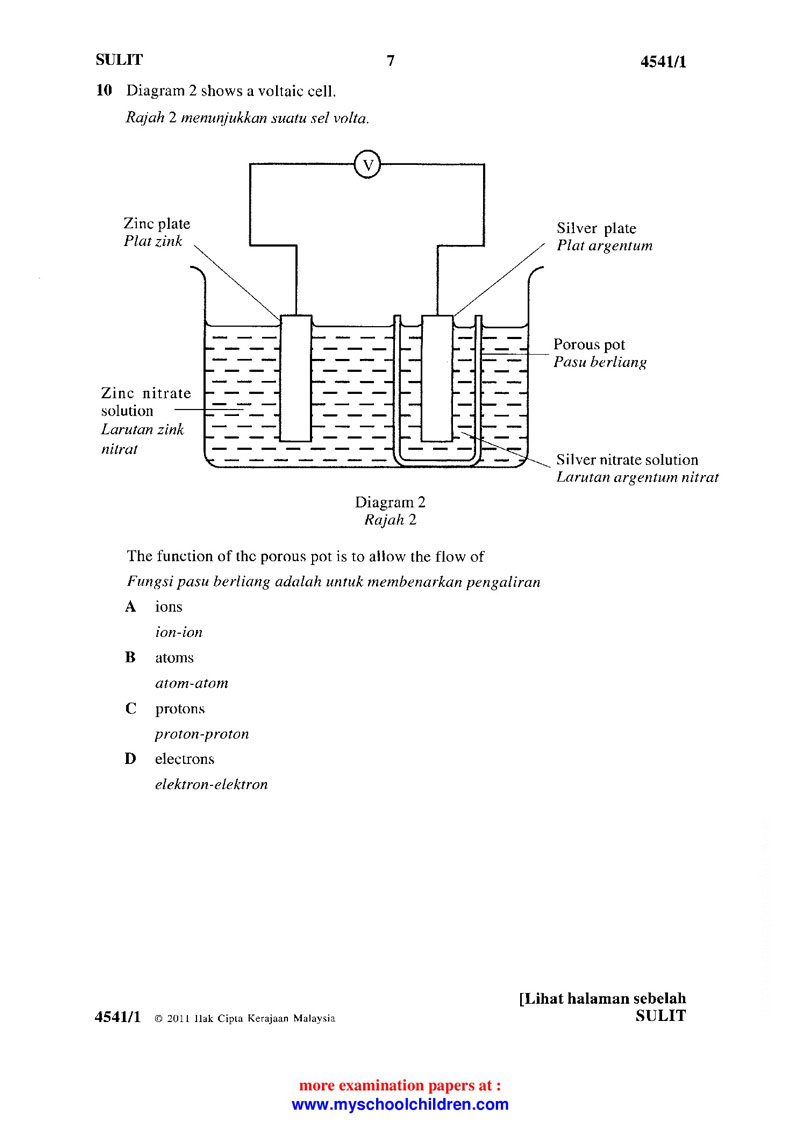 SULIT 7 4541/1
10 Diagram 2 shows a voltaic cell.
Rajah 2 menunjukkan suatu sel volta.
V
Zinc plate
Plat zink
Silver plate
Plat argentum
Porous pot
Pasu berliang
Zinc nitrate
solution
Larutan zink
nitrat
Silver nitrate solution
Larutan argentum nitrat
Diagram 2
Rajah 2
The function of the porous pot is to allow the flow of
Fungsi pasu berliang adalah untuk membenarkan pengaliran
A ions
ion-ion
B atoms
atom-atom
C protons
proton-proton
D electrons
elektron-elektron
[Lihat halaman sebelah
4541/1 © 2011 Hak Cipta Kerajaan Malaysia SULIT
more examination papers at :
www.myschoolchildren.com